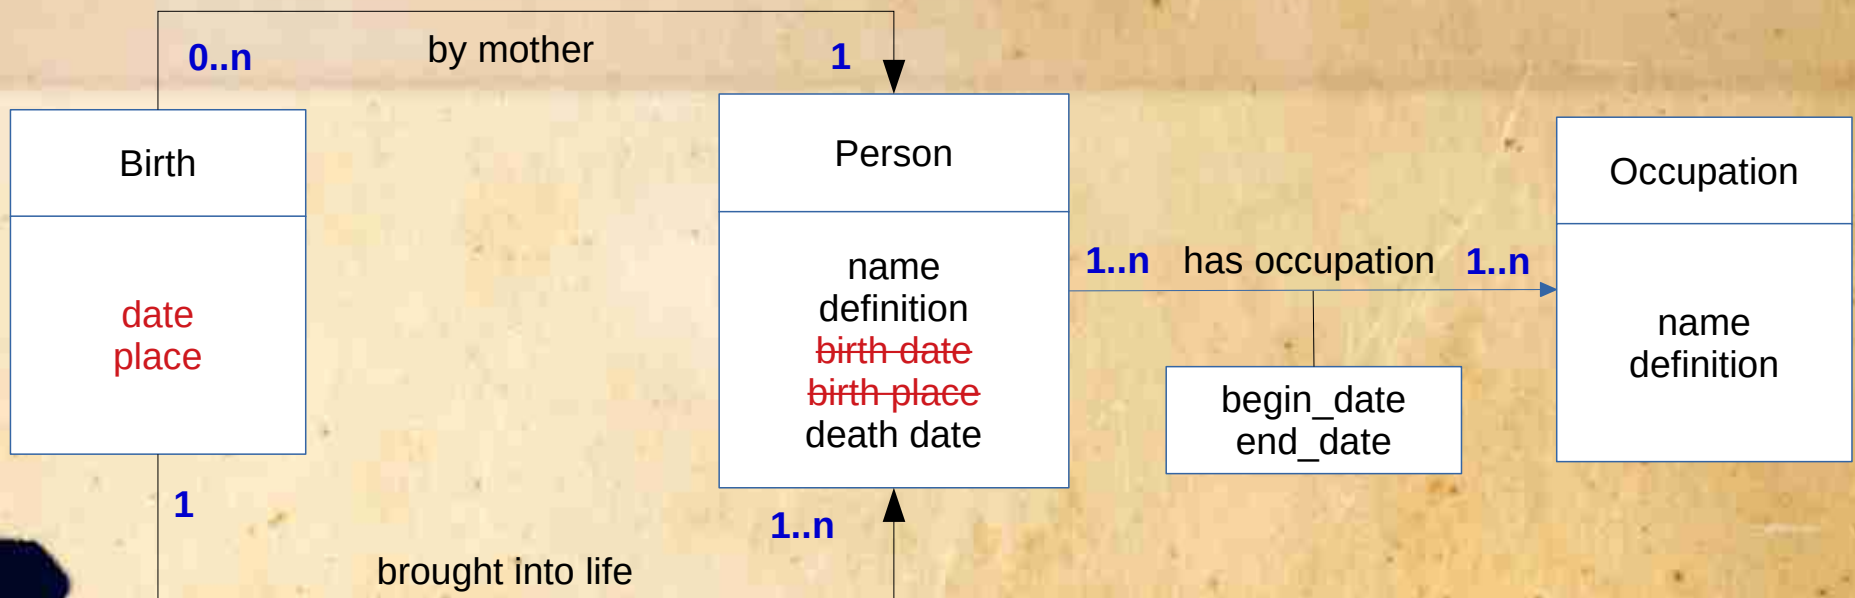 0..n by mother 1
Birth
date
place
Person
name
definition
birth date
birth place
death date
1..n has occupation 1..n
begin_date
end_date
Occupation
name
definition
1
1..n
brought into life